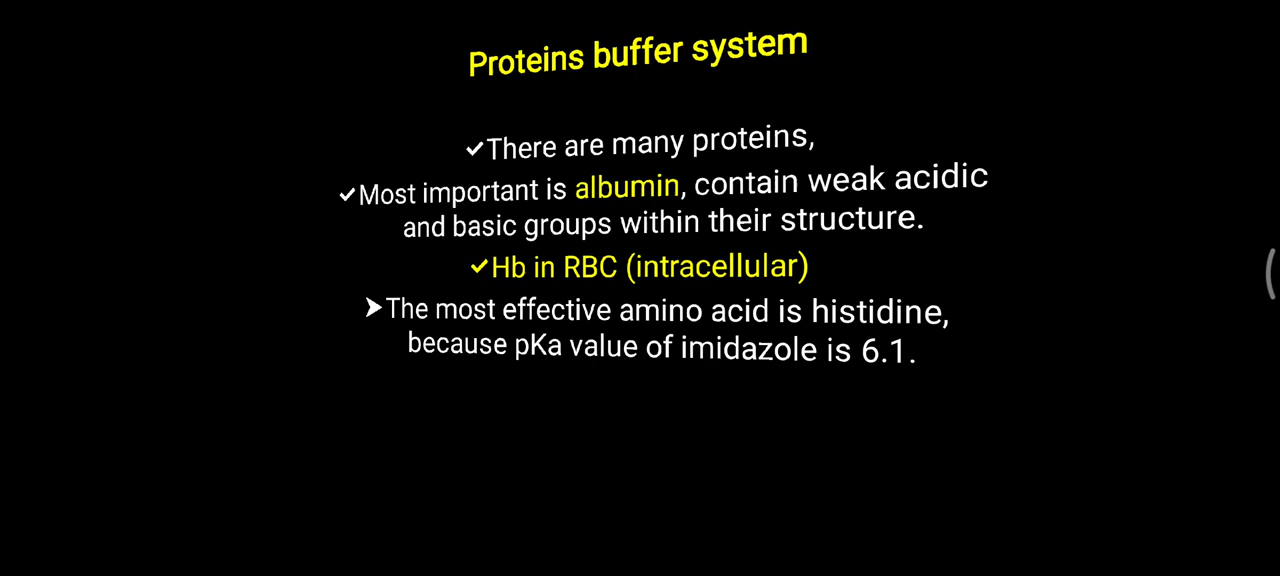 Proteins buffer system
✓There are many proteins,
✓Most important is albumin, contain weak acidic
and basic groups within their structure.
✓Hb in RBC (intracellular)
➤The most effective amino acid is histidine,
because pKa value of imidazole is 6.1.